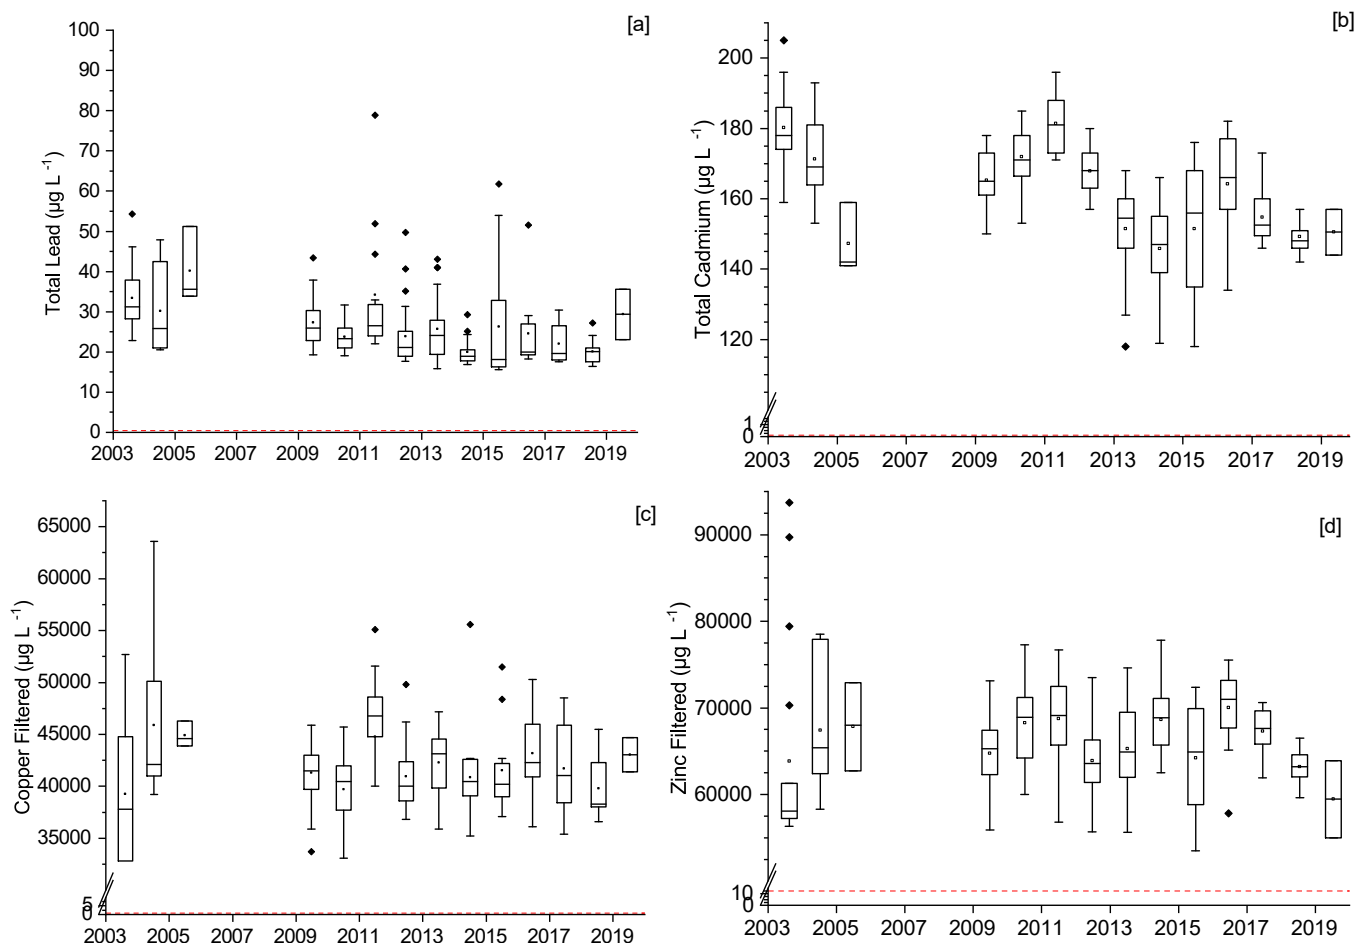 [a]
Total Lead (µg L -1)
100
90
80
70
60
50
40
30
20
10
0
2003 2005 2007 2009 2011 2013 2015 2017 2019
[b]
Total Cadmium (µg L -1)
200
180
160
140
120
1
0
2003 2005 2007 2009 2011 2013 2015 2017 2019
[c]
Copper Filtered (µg L -1)
65000
60000
55000
50000
45000
40000
35000
5
0
2003 2005 2007 2009 2011 2013 2015 2017 2019
[d]
Zinc Filtered (µg L -1)
90000
80000
70000
60000
10
0
2003 2005 2007 2009 2011 2013 2015 2017 2019